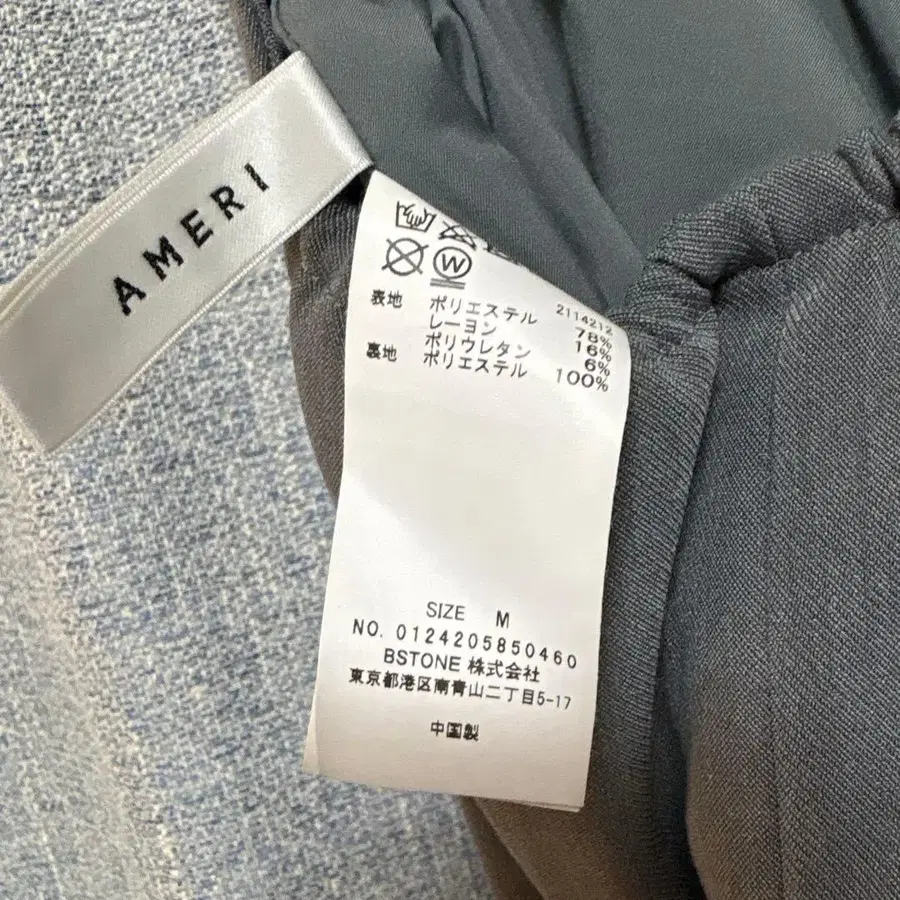 AMERI
W
2114212
表地 ポリエステル 78%
レーヨン 16%
ポリウレタン 6%
裏地 ポリエステル 100%
SIZE M
NO. 0124205850460
BSTONE 株式会社
東京都港区南青山二丁目5-17
中国製